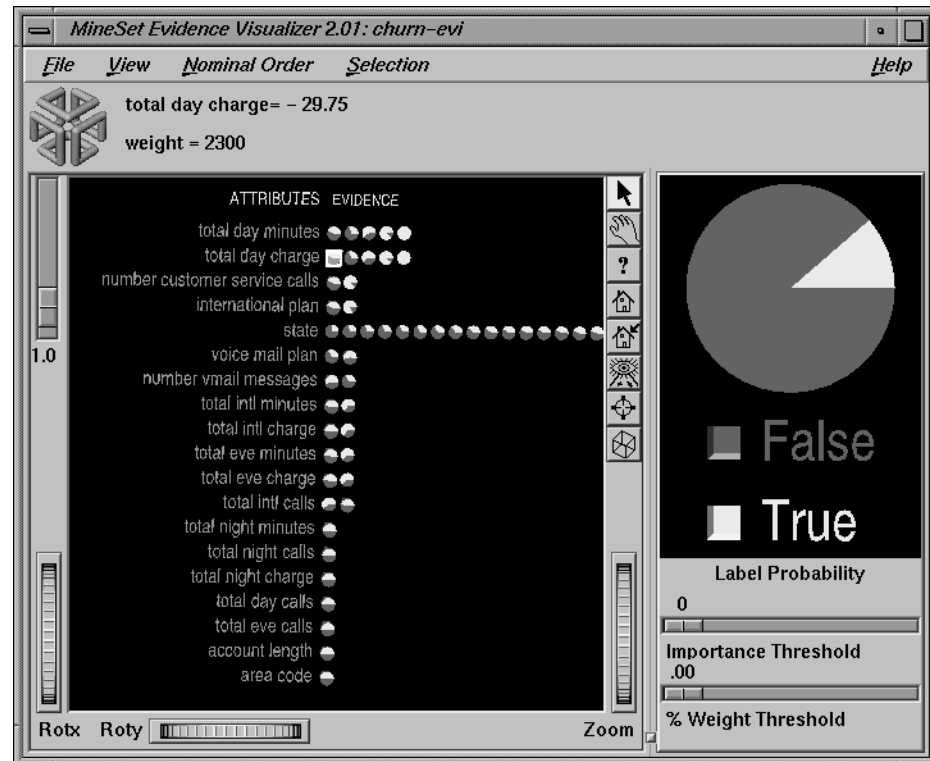 MineSet Evidence Visualizer 2.01: churn-evi
File View Nominal Order Selection Help
total day charge= - 29.75
weight = 2300
ATTRIBUTES EVIDENCE
total day minutes
total day charge
number customer service calls
international plan
state
voice mail plan
number vmail messages
total intl minutes
total intl charge
total eve minutes
total eve charge
total intl calls
total night minutes
total night calls
total night charge
total day calls
total eve calls
account length
area code
?
1.0
Rotx Roty Zoom
False
True
Label Probability
0
Importance Threshold
.00
% Weight Threshold